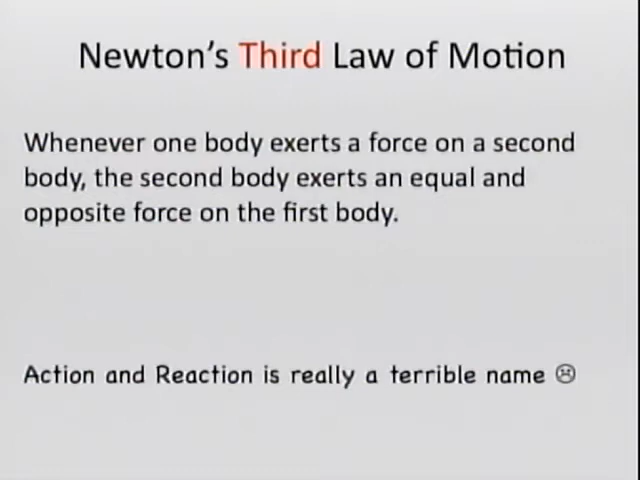 Newton's Third Law of Motion
Whenever one body exerts a force on a second
body, the second body exerts an equal and
opposite force on the first body.
Action and Reaction is really a terrible name ☹